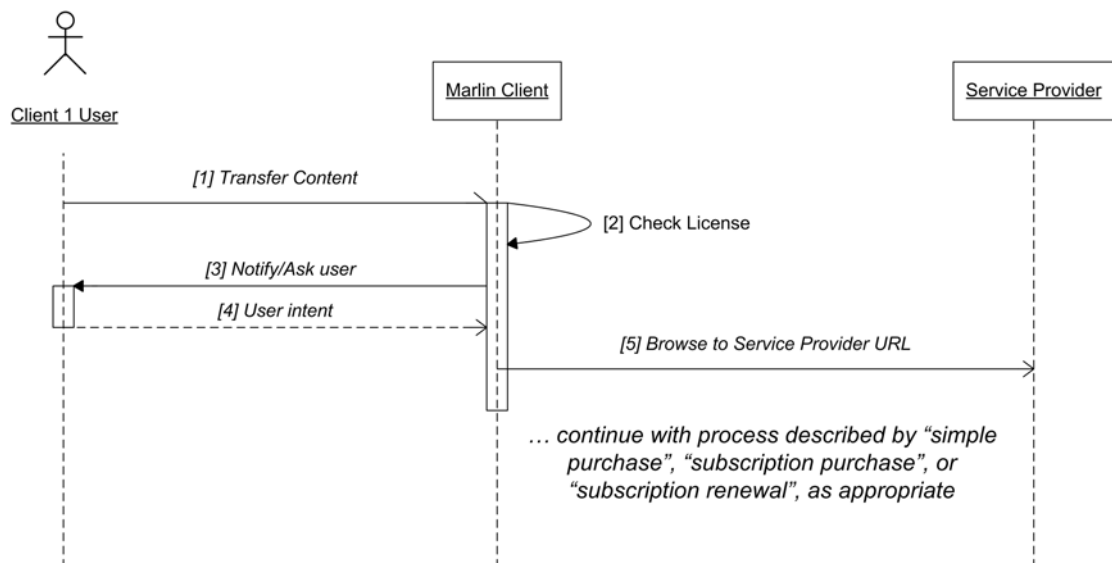 Client 1 User
Marlin Client
Service Provider
[1] Transfer Content
[2] Check License
[3] Notify/Ask user
[4] User intent
[5] Browse to Service Provider URL
… continue with process described by “simple
purchase”, “subscription purchase”, or
“subscription renewal”, as appropriate